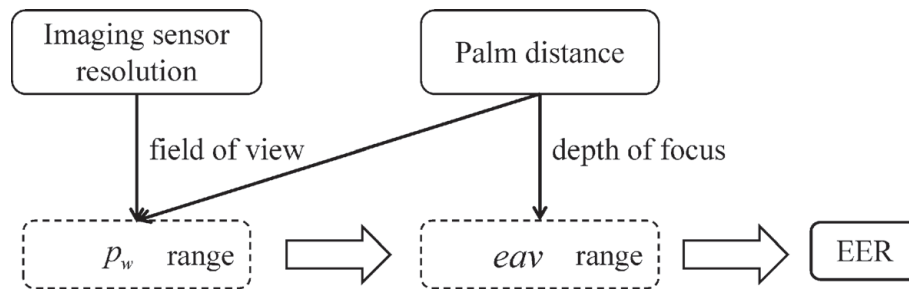 Imaging sensor
resolution
Palm distance
field of view
depth of focus
p_w range
eav range
EER